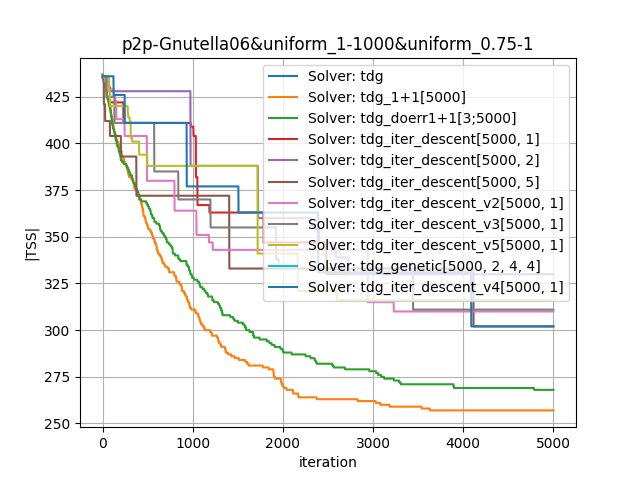 p2p-Gnutella06&uniform_1-1000&uniform_0.75-1
Solver: tdg
Solver: tdg_1+1[5000]
Solver: tdg_doerr1+1[3;5000]
Solver: tdg_iter_descent[5000, 1]
Solver: tdg_iter_descent[5000, 2]
Solver: tdg_iter_descent[5000, 5]
Solver: tdg_iter_descent_v2[5000, 1]
Solver: tdg_iter_descent_v3[5000, 1]
Solver: tdg_iter_descent_v5[5000, 1]
Solver: tdg_genetic[5000, 2, 4, 4]
Solver: tdg_iter_descent_v4[5000, 1]
|TSS|
425
400
375
350
325
300
275
250
0 1000 2000 3000 4000 5000
iteration